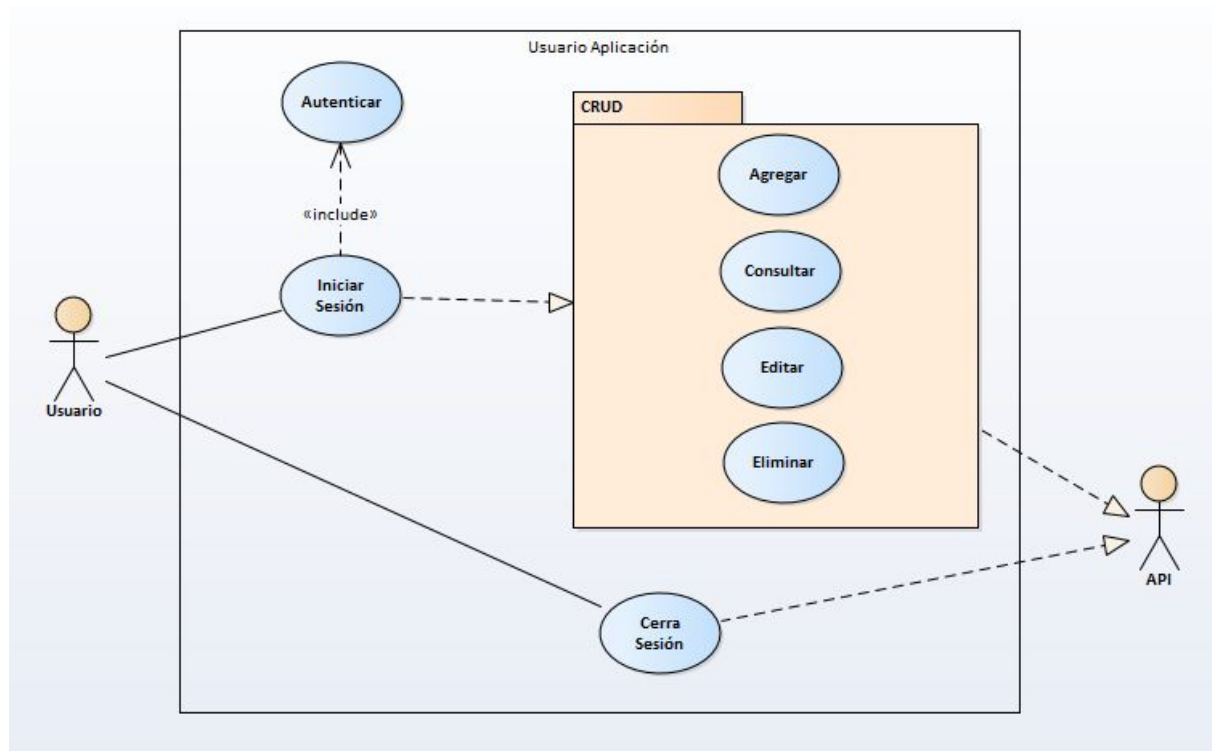 Usuario Aplicación
Autenticar
CRUD
Agregar
«include»
Consultar
Iniciar
Sesión
Editar
Usuario
Eliminar
API
Cerra
Sesión